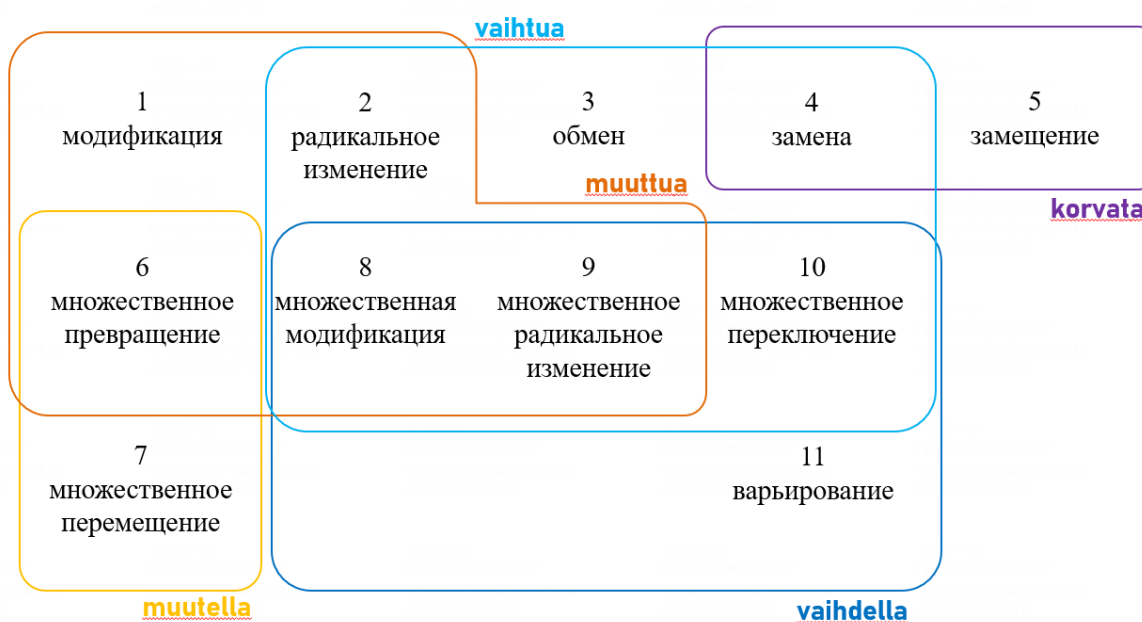 vaihtua
1
модификация
2
радикальное
изменение
3
обмен
4
замена
5
замещение
muuttua
korvata
6
множественное
превращение
8
множественная
модификация
9
множественное
радикальное
изменение
10
множественное
переключение
7
множественное
перемещение
11
варьирование
muutella
vaihdella